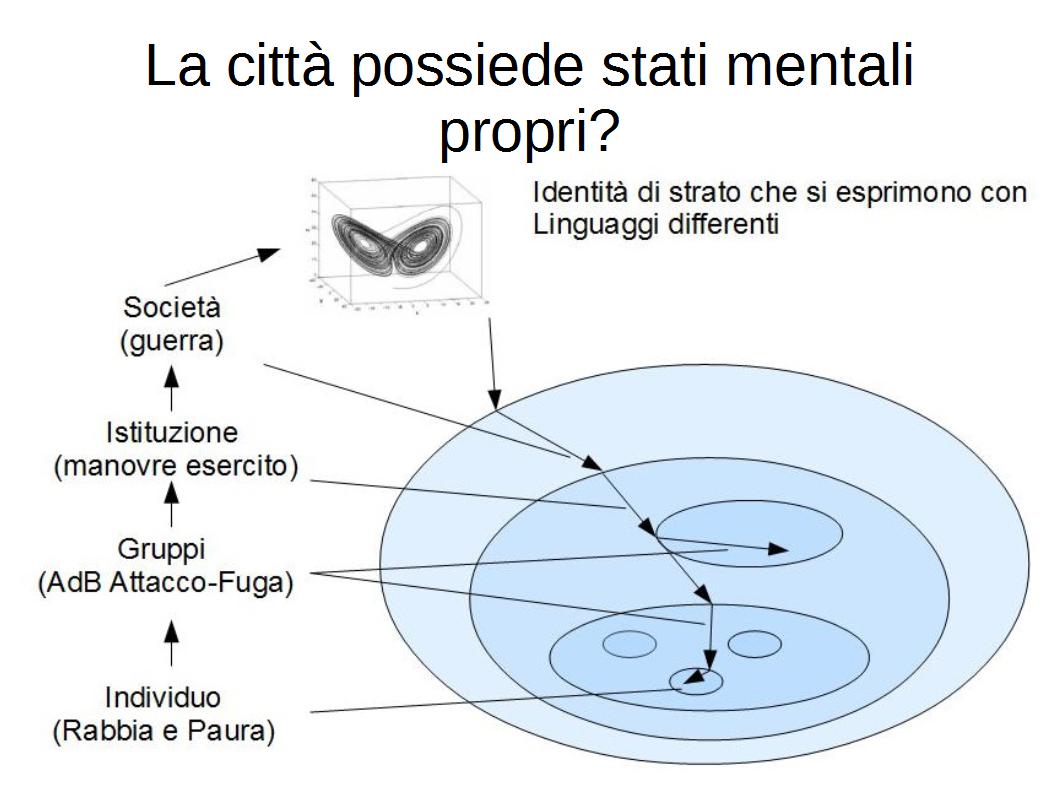 La città possiede stati mentali
propri?
Identità di strato che si esprimono con
Linguaggi differenti
Società
(guerra)
Istituzione
(manovre esercito)
Gruppi
(AdB Attacco-Fuga)
Individuo
(Rabbia e Paura)